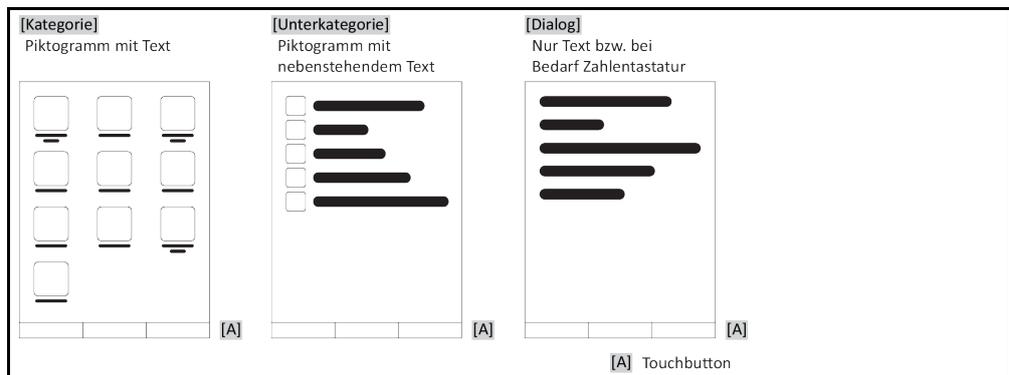 [Kategorie]
Piktogramm mit Text
[Unterkategorie]
Piktogramm mit
nebenstehendem Text
[Dialog]
Nur Text bzw. bei
Bedarf Zahlentastatur
[A]
[A]
[A]
[A] Touchbutton